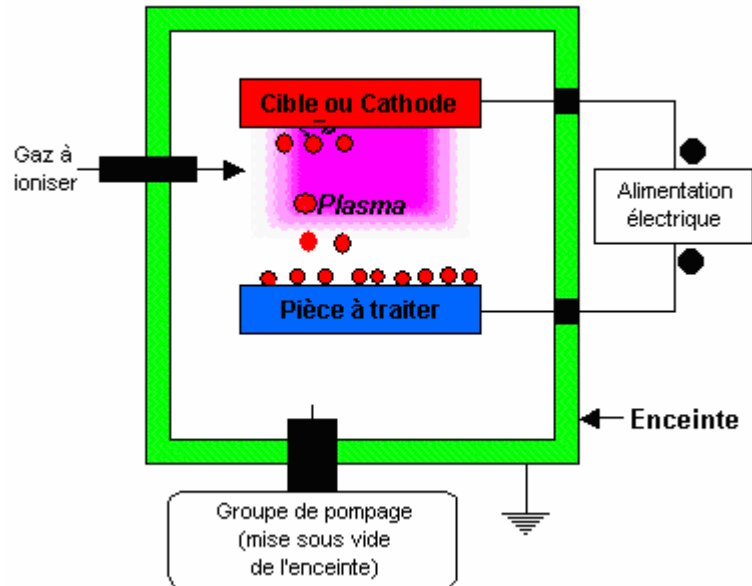 Cible ou Cathode
Gaz à
ioniser
Plasma
Alimentation
électrique
Pièce à traiter
Enceinte
Groupe de pompage
(mise sous vide
de l'enceinte)